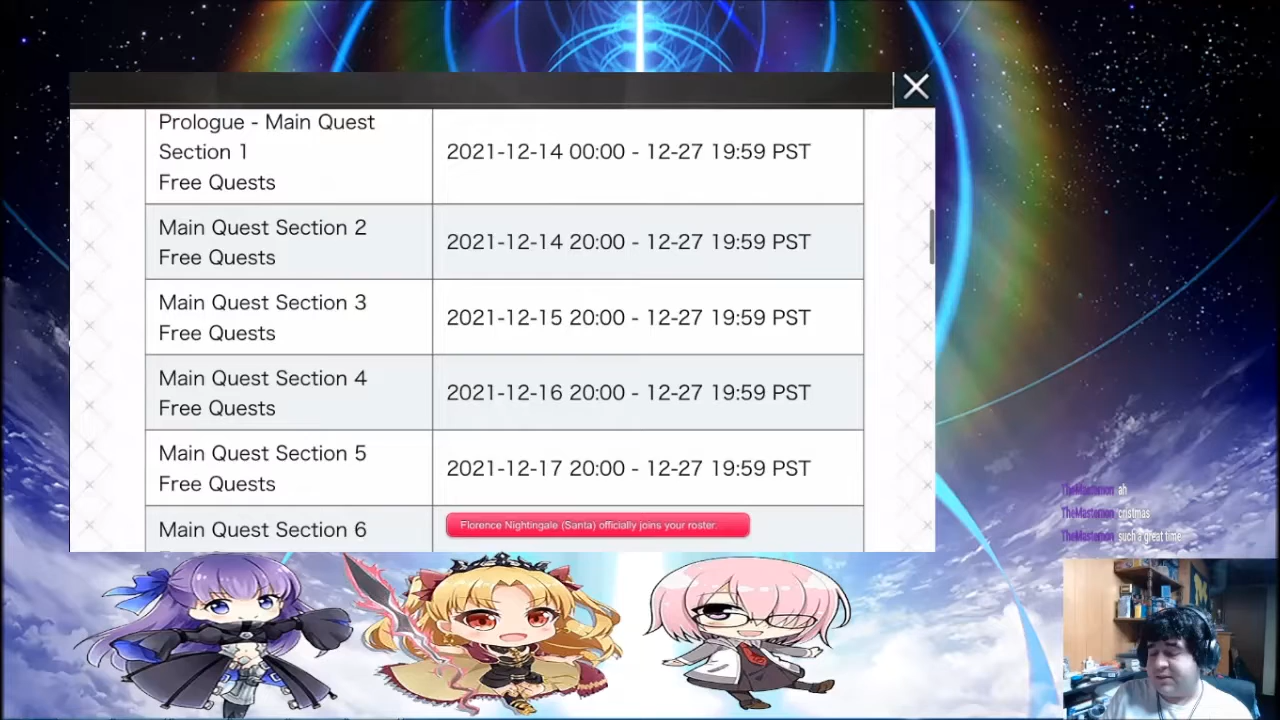 Prologue - Main Quest
Section 1
Free Quests
2021-12-14 00:00 - 12-27 19:59 PST
Main Quest Section 2
Free Quests
2021-12-14 20:00 - 12-27 19:59 PST
Main Quest Section 3
Free Quests
2021-12-15 20:00 - 12-27 19:59 PST
Main Quest Section 4
Free Quests
2021-12-16 20:00 - 12-27 19:59 PST
Main Quest Section 5
Free Quests
2021-12-17 20:00 - 12-27 19:59 PST
Main Quest Section 6
Florence Nightingale (Santa) officially joins your roster.
TheMastemon ah
TheMastemon cristmas
TheMastemon such a great time